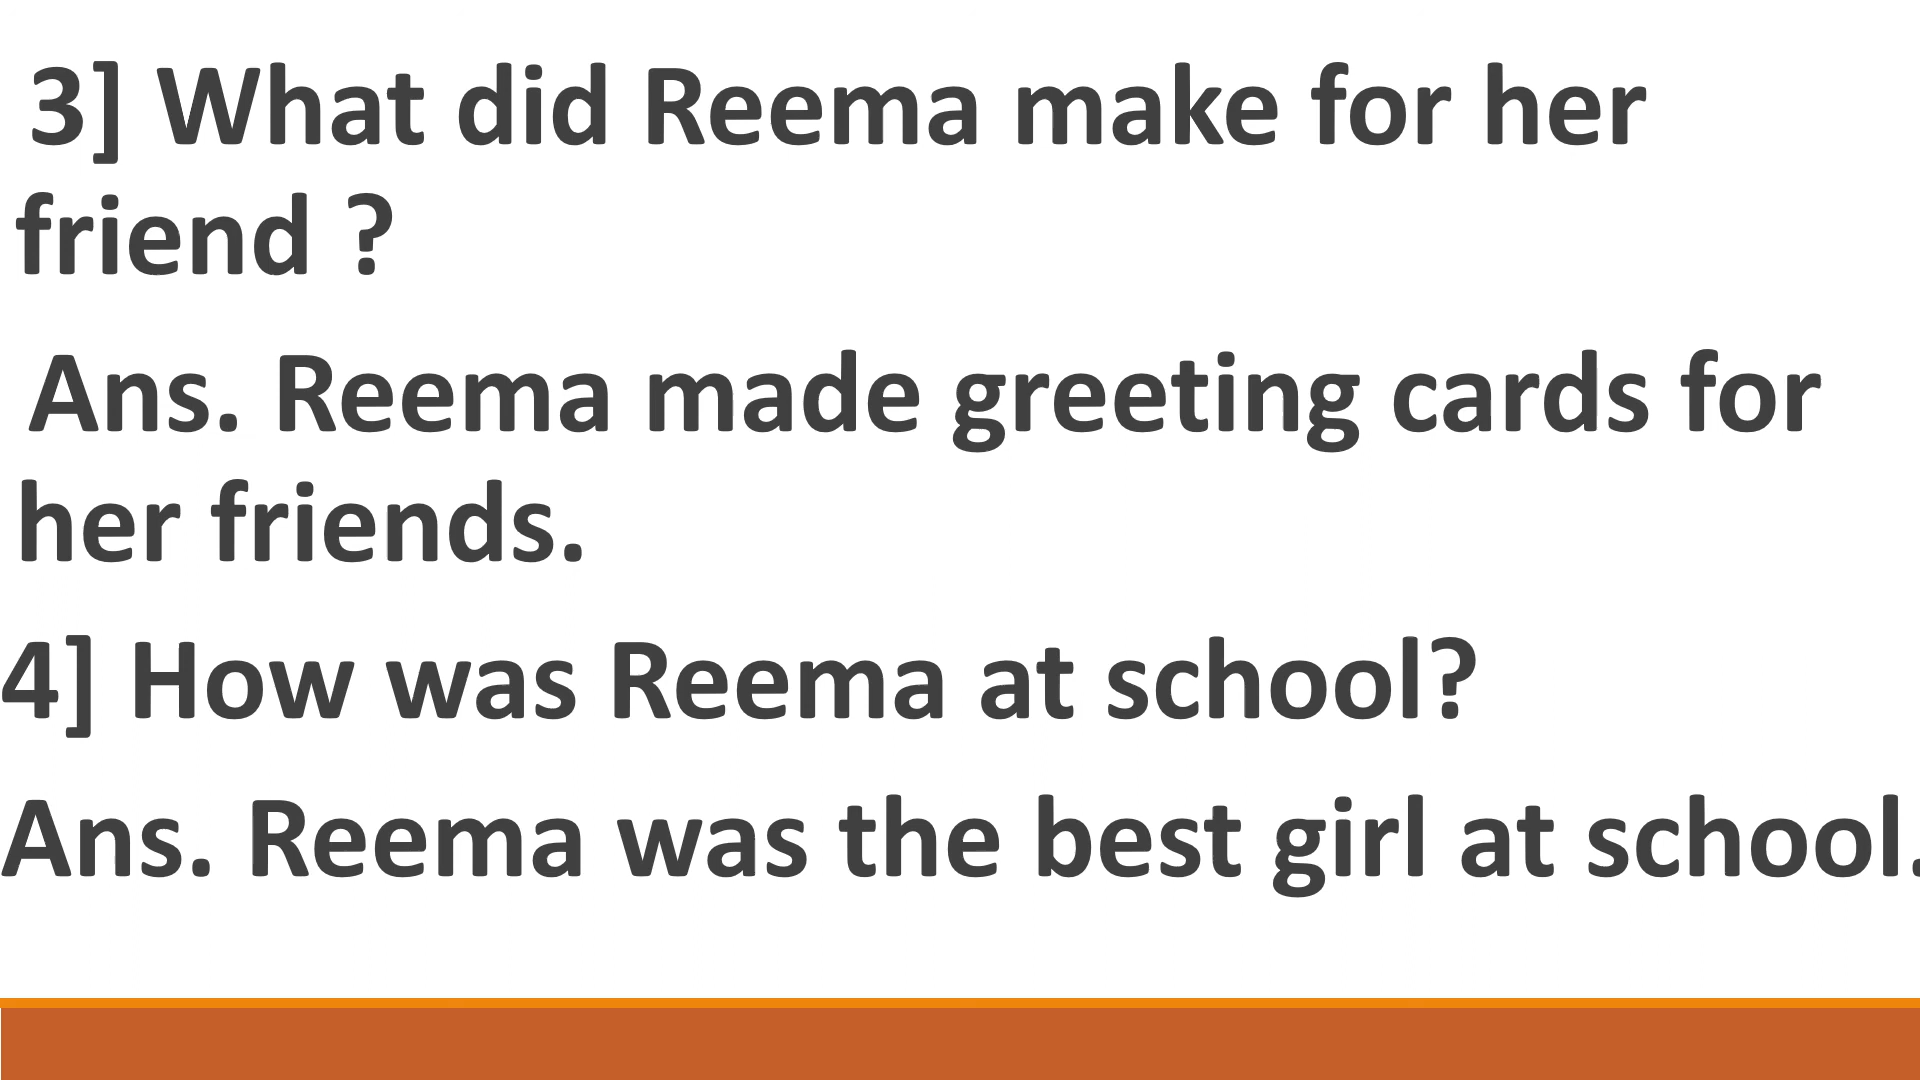 3] What did Reema make for her
friend ?
Ans. Reema made greeting cards for
her friends.
4] How was Reema at school?
Ans. Reema was the best girl at school.